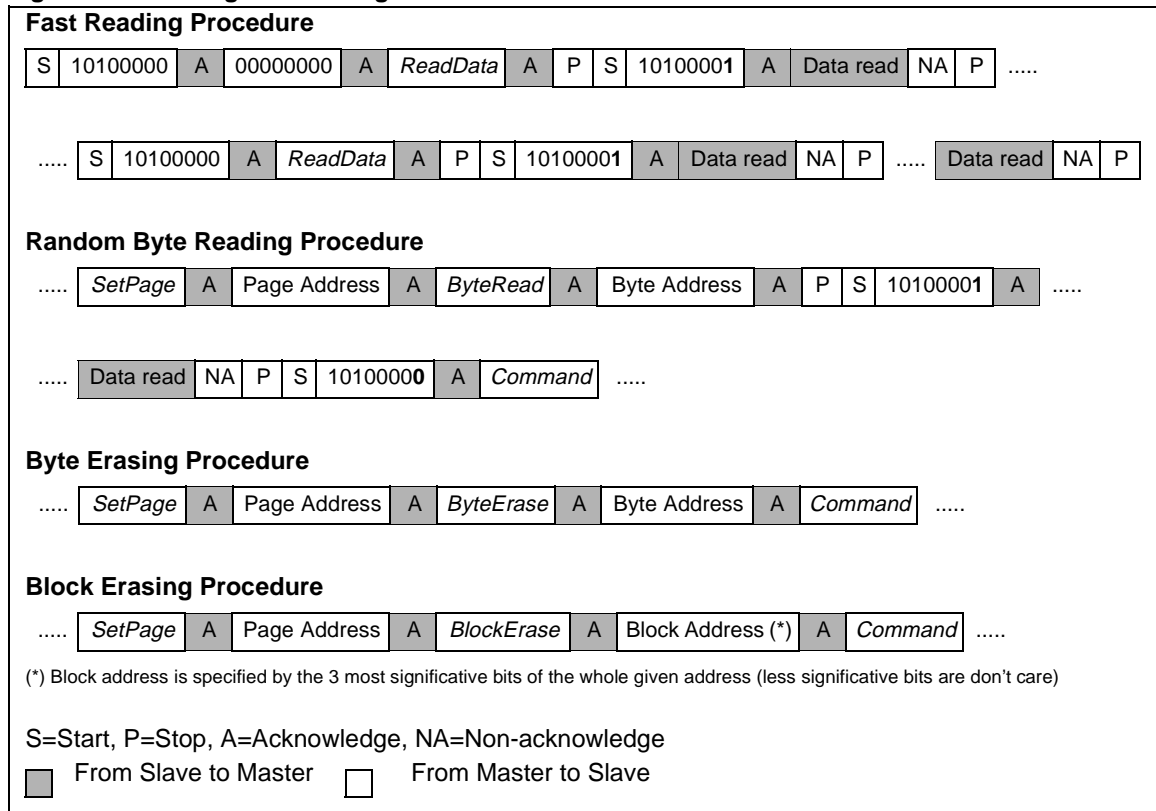 Fast Reading Procedure
S 10100000 A 00000000 A ReadData A P S 10100001 A Data read NA P .....
..... S 10100000 A ReadData A P S 10100001 A Data read NA P ..... Data read NA P
Random Byte Reading Procedure
..... SetPage A Page Address A ByteRead A Byte Address A P S 10100001 A .....
..... Data read NA P S 10100000 A Command .....
Byte Erasing Procedure
..... SetPage A Page Address A ByteErase A Byte Address A Command .....
Block Erasing Procedure
..... SetPage A Page Address A BlockErase A Block Address (*) A Command .....
(*) Block address is specified by the 3 most significative bits of the whole given address (less significative bits are don't care)
S=Start, P=Stop, A=Acknowledge, NA=Non-acknowledge
From Slave to Master From Master to Slave